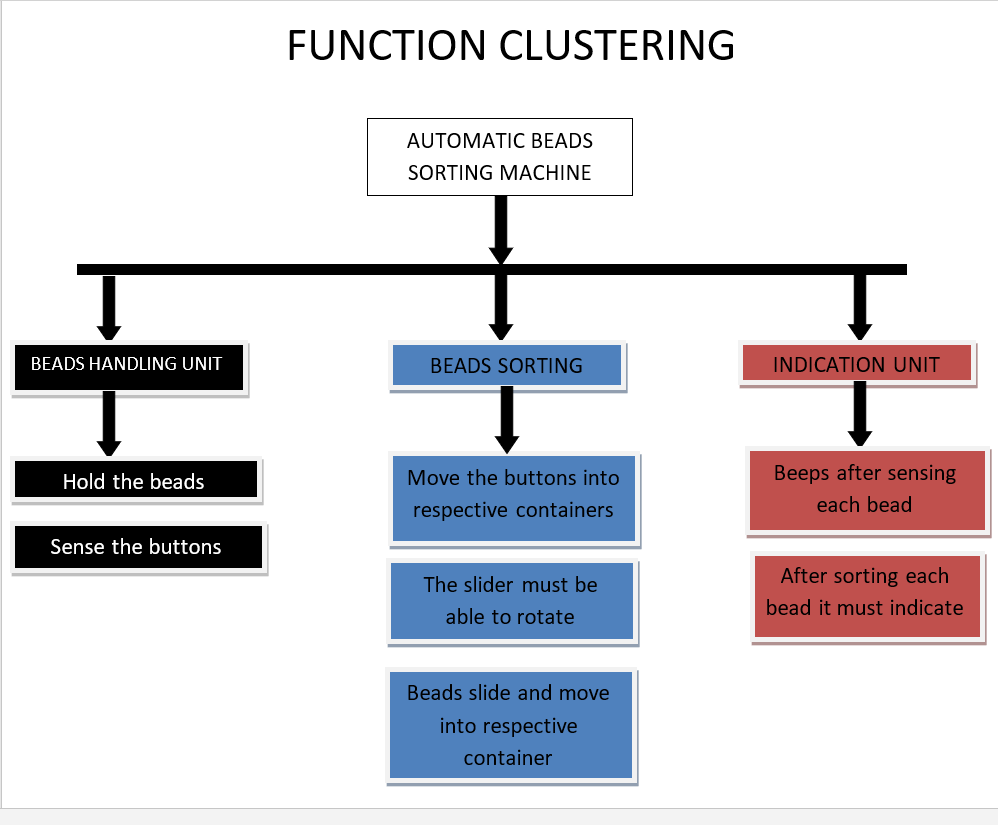 FUNCTION CLUSTERING
AUTOMATIC BEADS
SORTING MACHINE
BEADS HANDLING UNIT
Hold the beads
Sense the buttons
BEADS SORTING
Move the buttons into
respective containers
The slider must be
able to rotate
Beads slide and move
into respective
container
INDICATION UNIT
Beeps after sensing
each bead
After sorting each
bead it must indicate